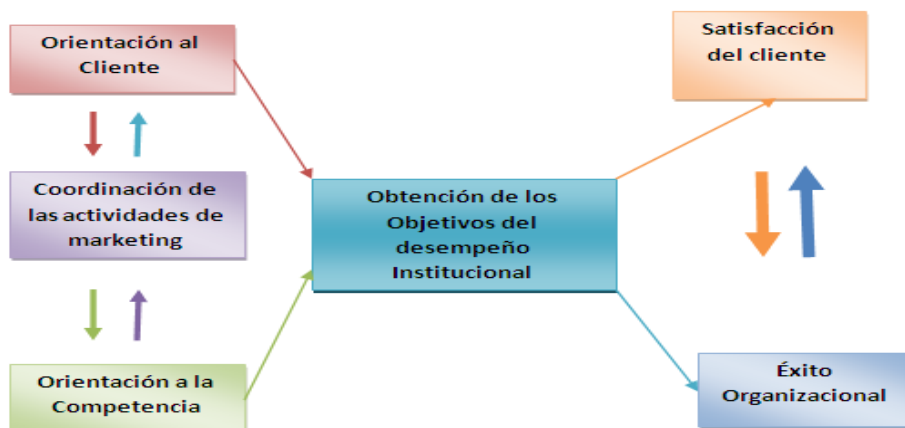 Orientación al
Cliente
Coordinación de
las actividades de
marketing
Orientación a la
Competencia
Obtención de los
Objetivos del
desempeño
Institucional
Satisfacción
del cliente
Éxito
Organizacional